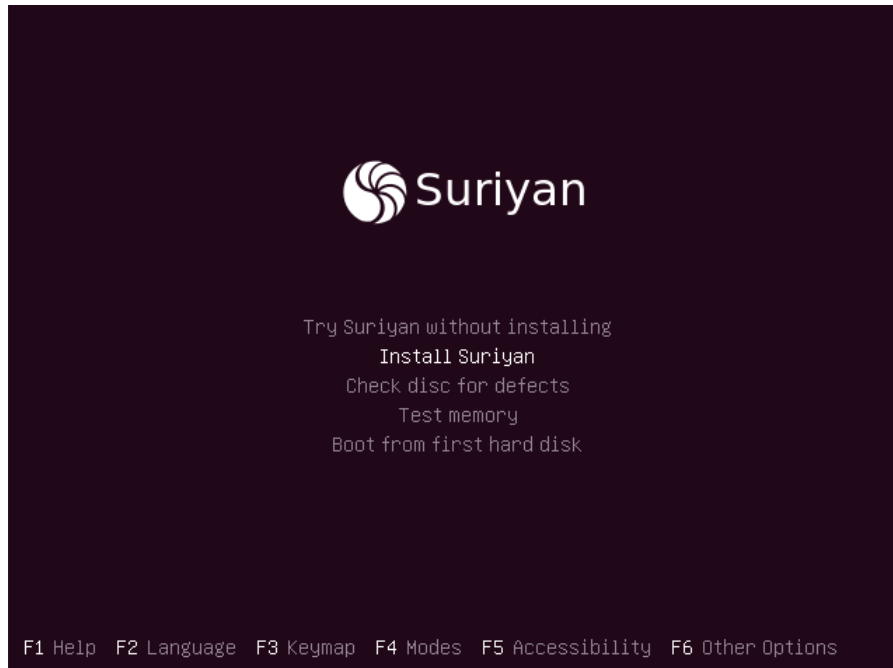 Suriyan
Try Suriyan without installing
Install Suriyan
Check disc for defects
Test memory
Boot from first hard disk
F1 Help F2 Language F3 Keymap F4 Modes F5 Accessibility F6 Other Options